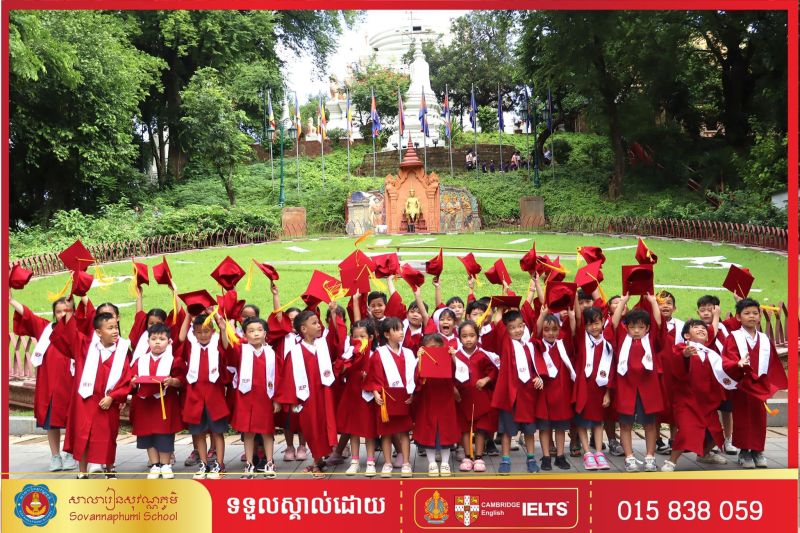 សាលារៀនសុវណ្ណភូមិ
Sovannaphumi School
ទទួលស្គាល់ដោយ
CAMBRIDGE
English
IELTS
015 838 059